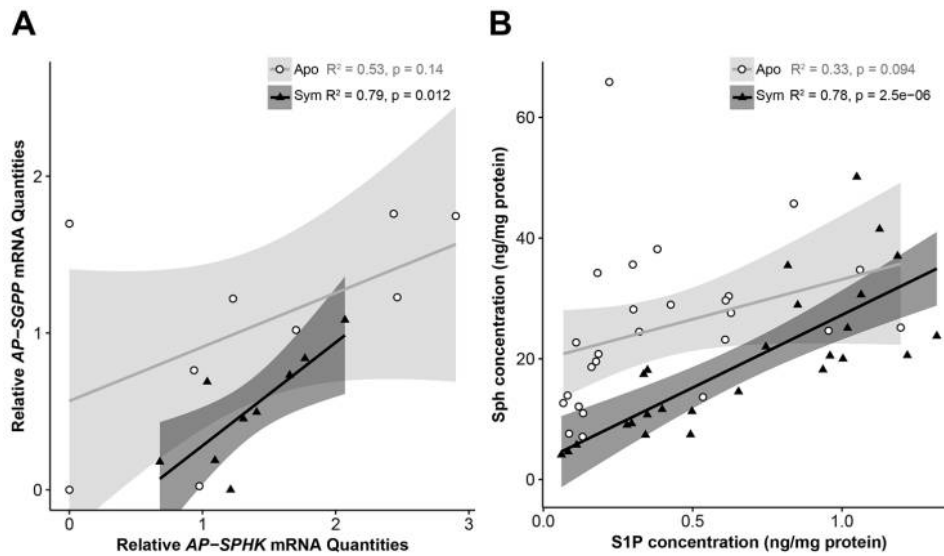 A
Apo R² = 0.53, p = 0.14
Sym R² = 0.79, p = 0.012
Relative AP−SGPP mRNA Quantities
2
1
0
0 1 2 3
Relative AP−SPHK mRNA Quantities
B
Apo R² = 0.33, p = 0.094
Sym R² = 0.78, p = 2.5e−06
Sph concentration (ng/mg protein)
60
40
20
0
0.0 0.5 1.0
S1P concentration (ng/mg protein)